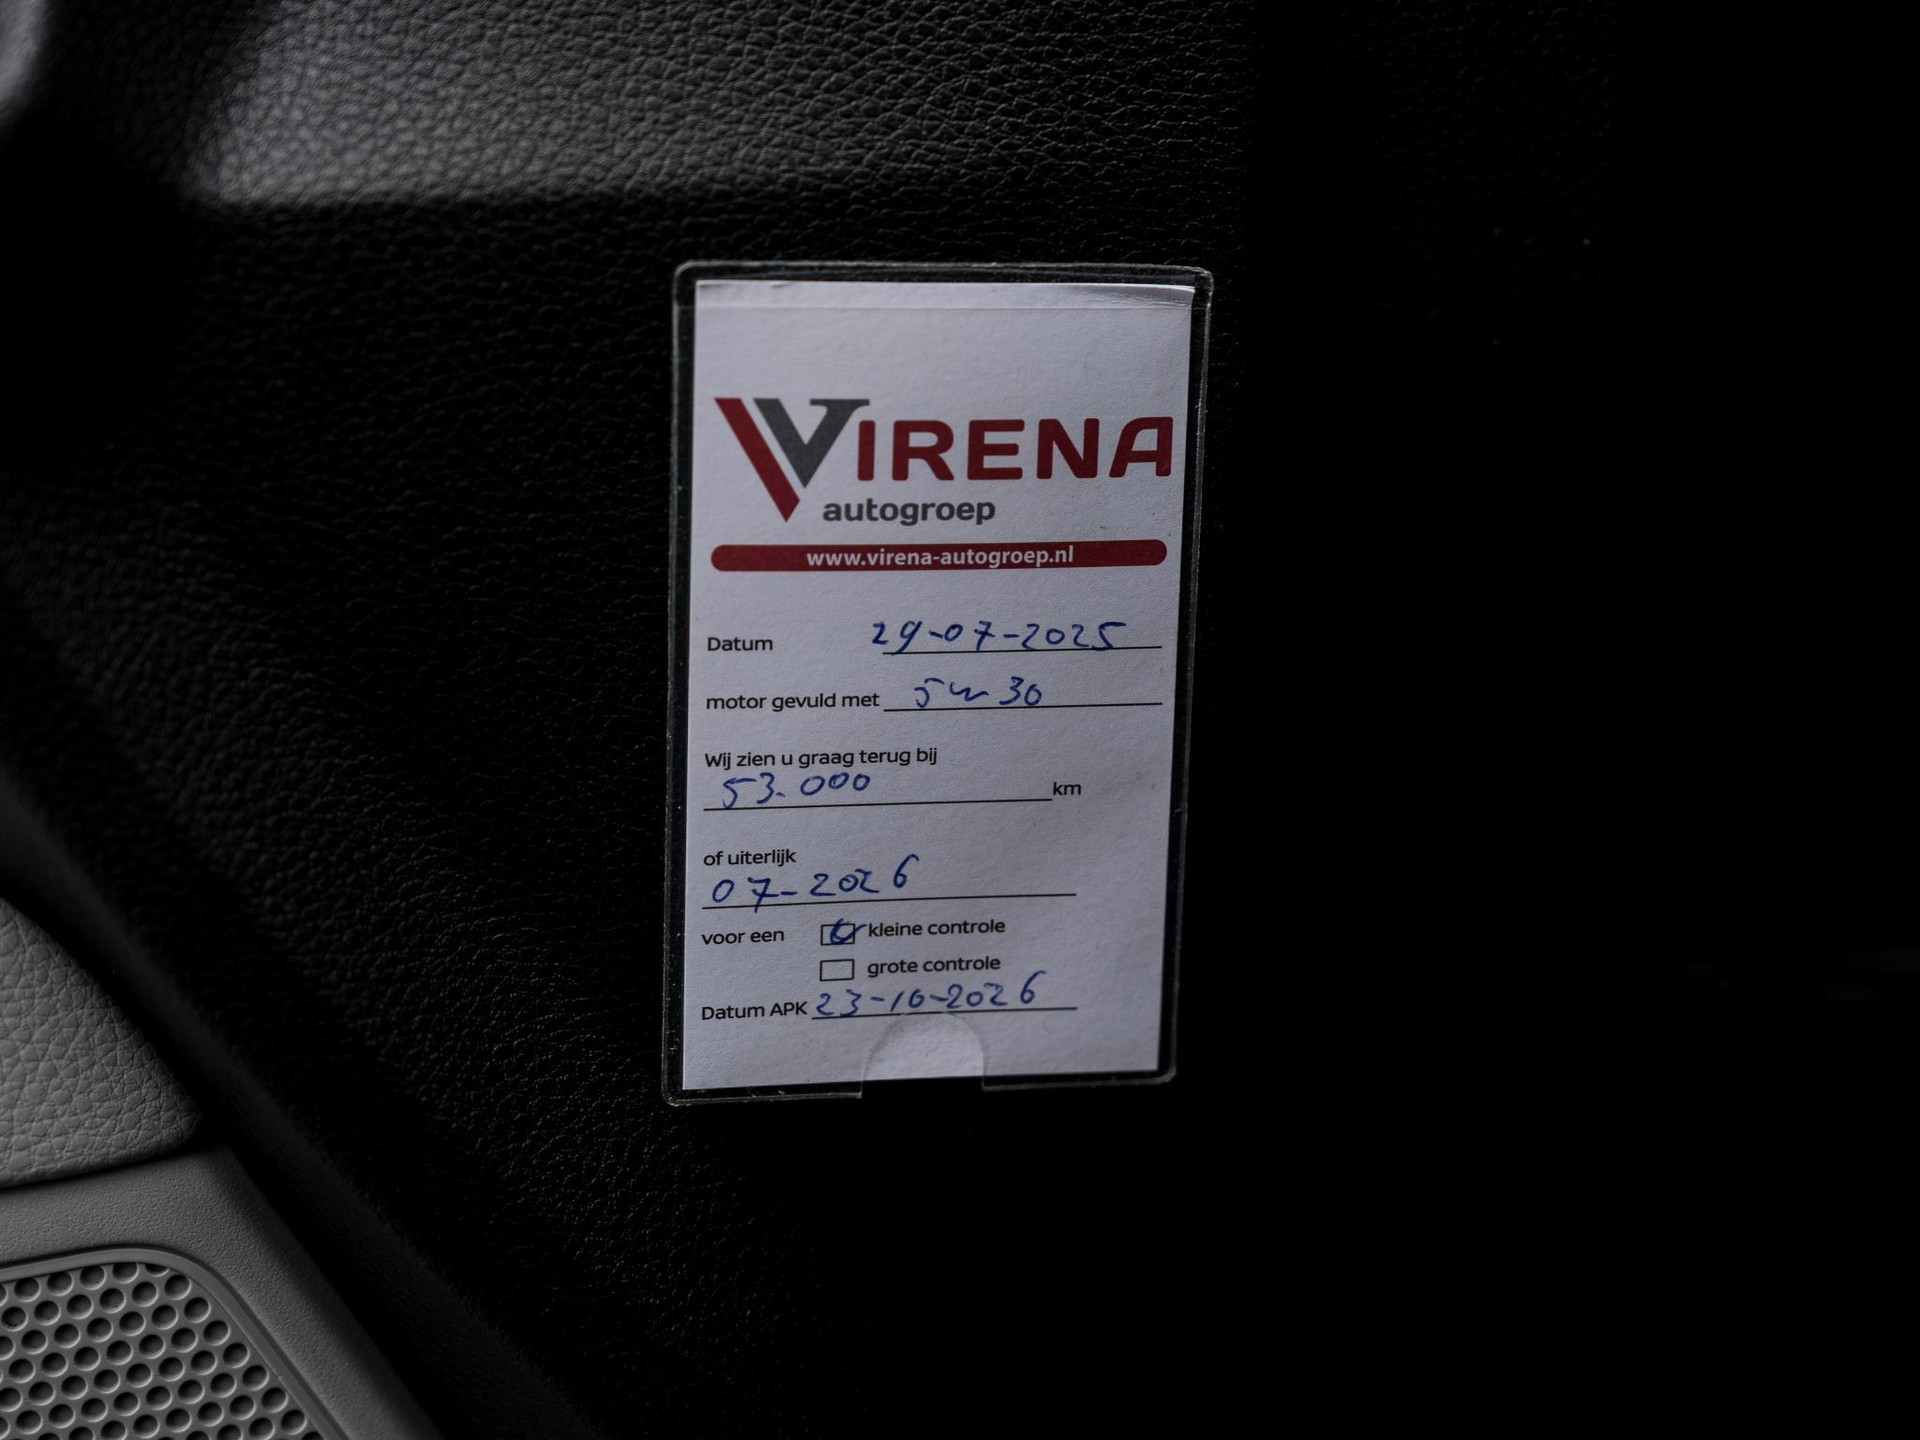 VIRENA
autogroep
www.virena-autogroep.nl
Datum 29-07-2025
motor gevuld met 5w30
Wij zien u graag terug bij
53.000 km
of uiterlijk
07-2026
voor een kleine controle
grote controle
Datum APK 23-10-2026